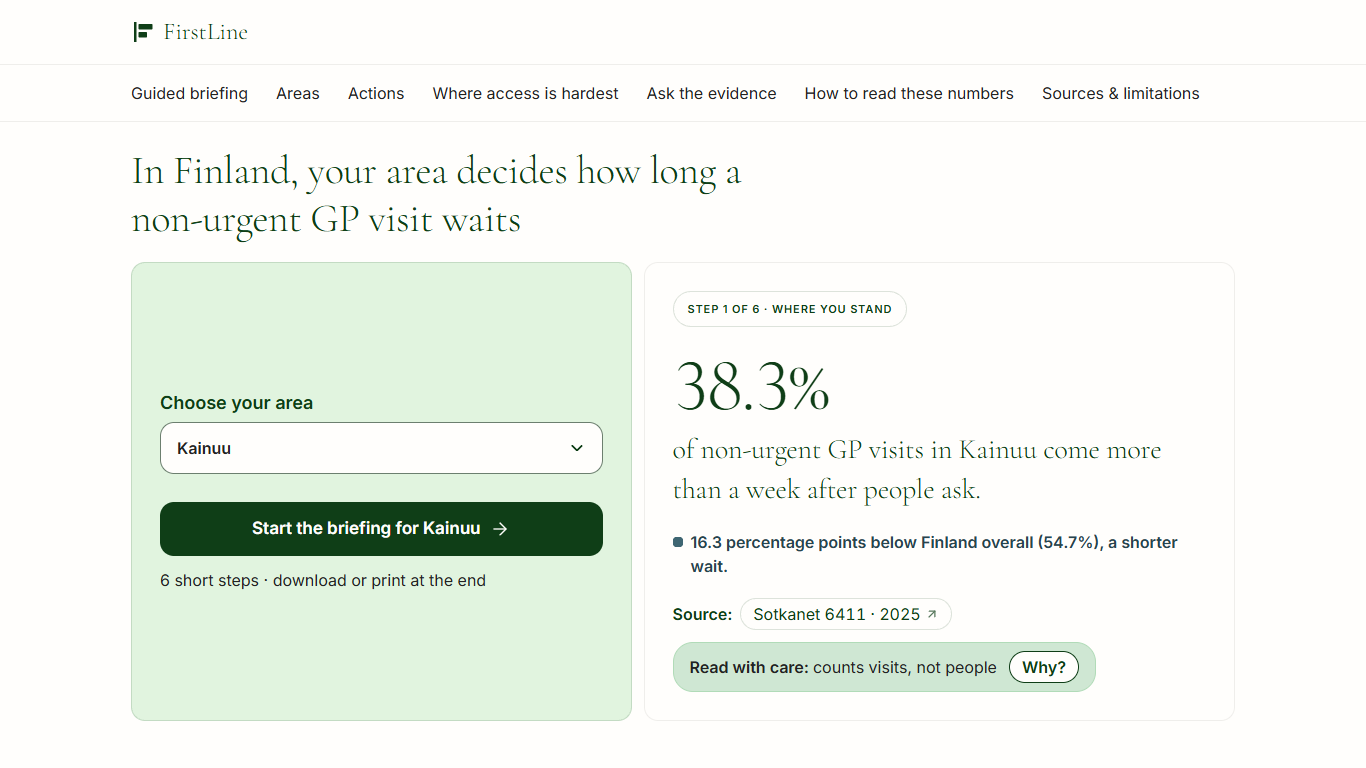 FirstLine
Guided briefing
Areas
Actions
Where access is hardest
Ask the evidence
How to read these numbers
Sources & limitations
In Finland, your area decides how long a
non-urgent GP visit waits
Choose your area
Kainuu
Start the briefing for Kainuu →
6 short steps · download or print at the end
STEP 1 OF 6 · WHERE YOU STAND
38.3%
of non-urgent GP visits in Kainuu come more
than a week after people ask.
16.3 percentage points below Finland overall (54.7%), a shorter
wait.
Source: Sotkanet 6411 · 2025 ↗
Read with care: counts visits, not people Why?